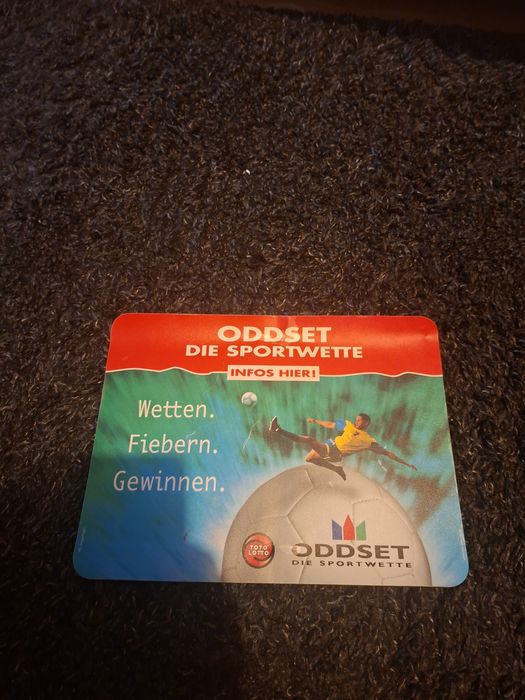 ODDSET
DIE SPORTWETTE
INFOS HIER!
Wetten.
Fiebern.
Gewinnen.
TOTO
LOTTO
ODDSET
DIE SPORTWETTE